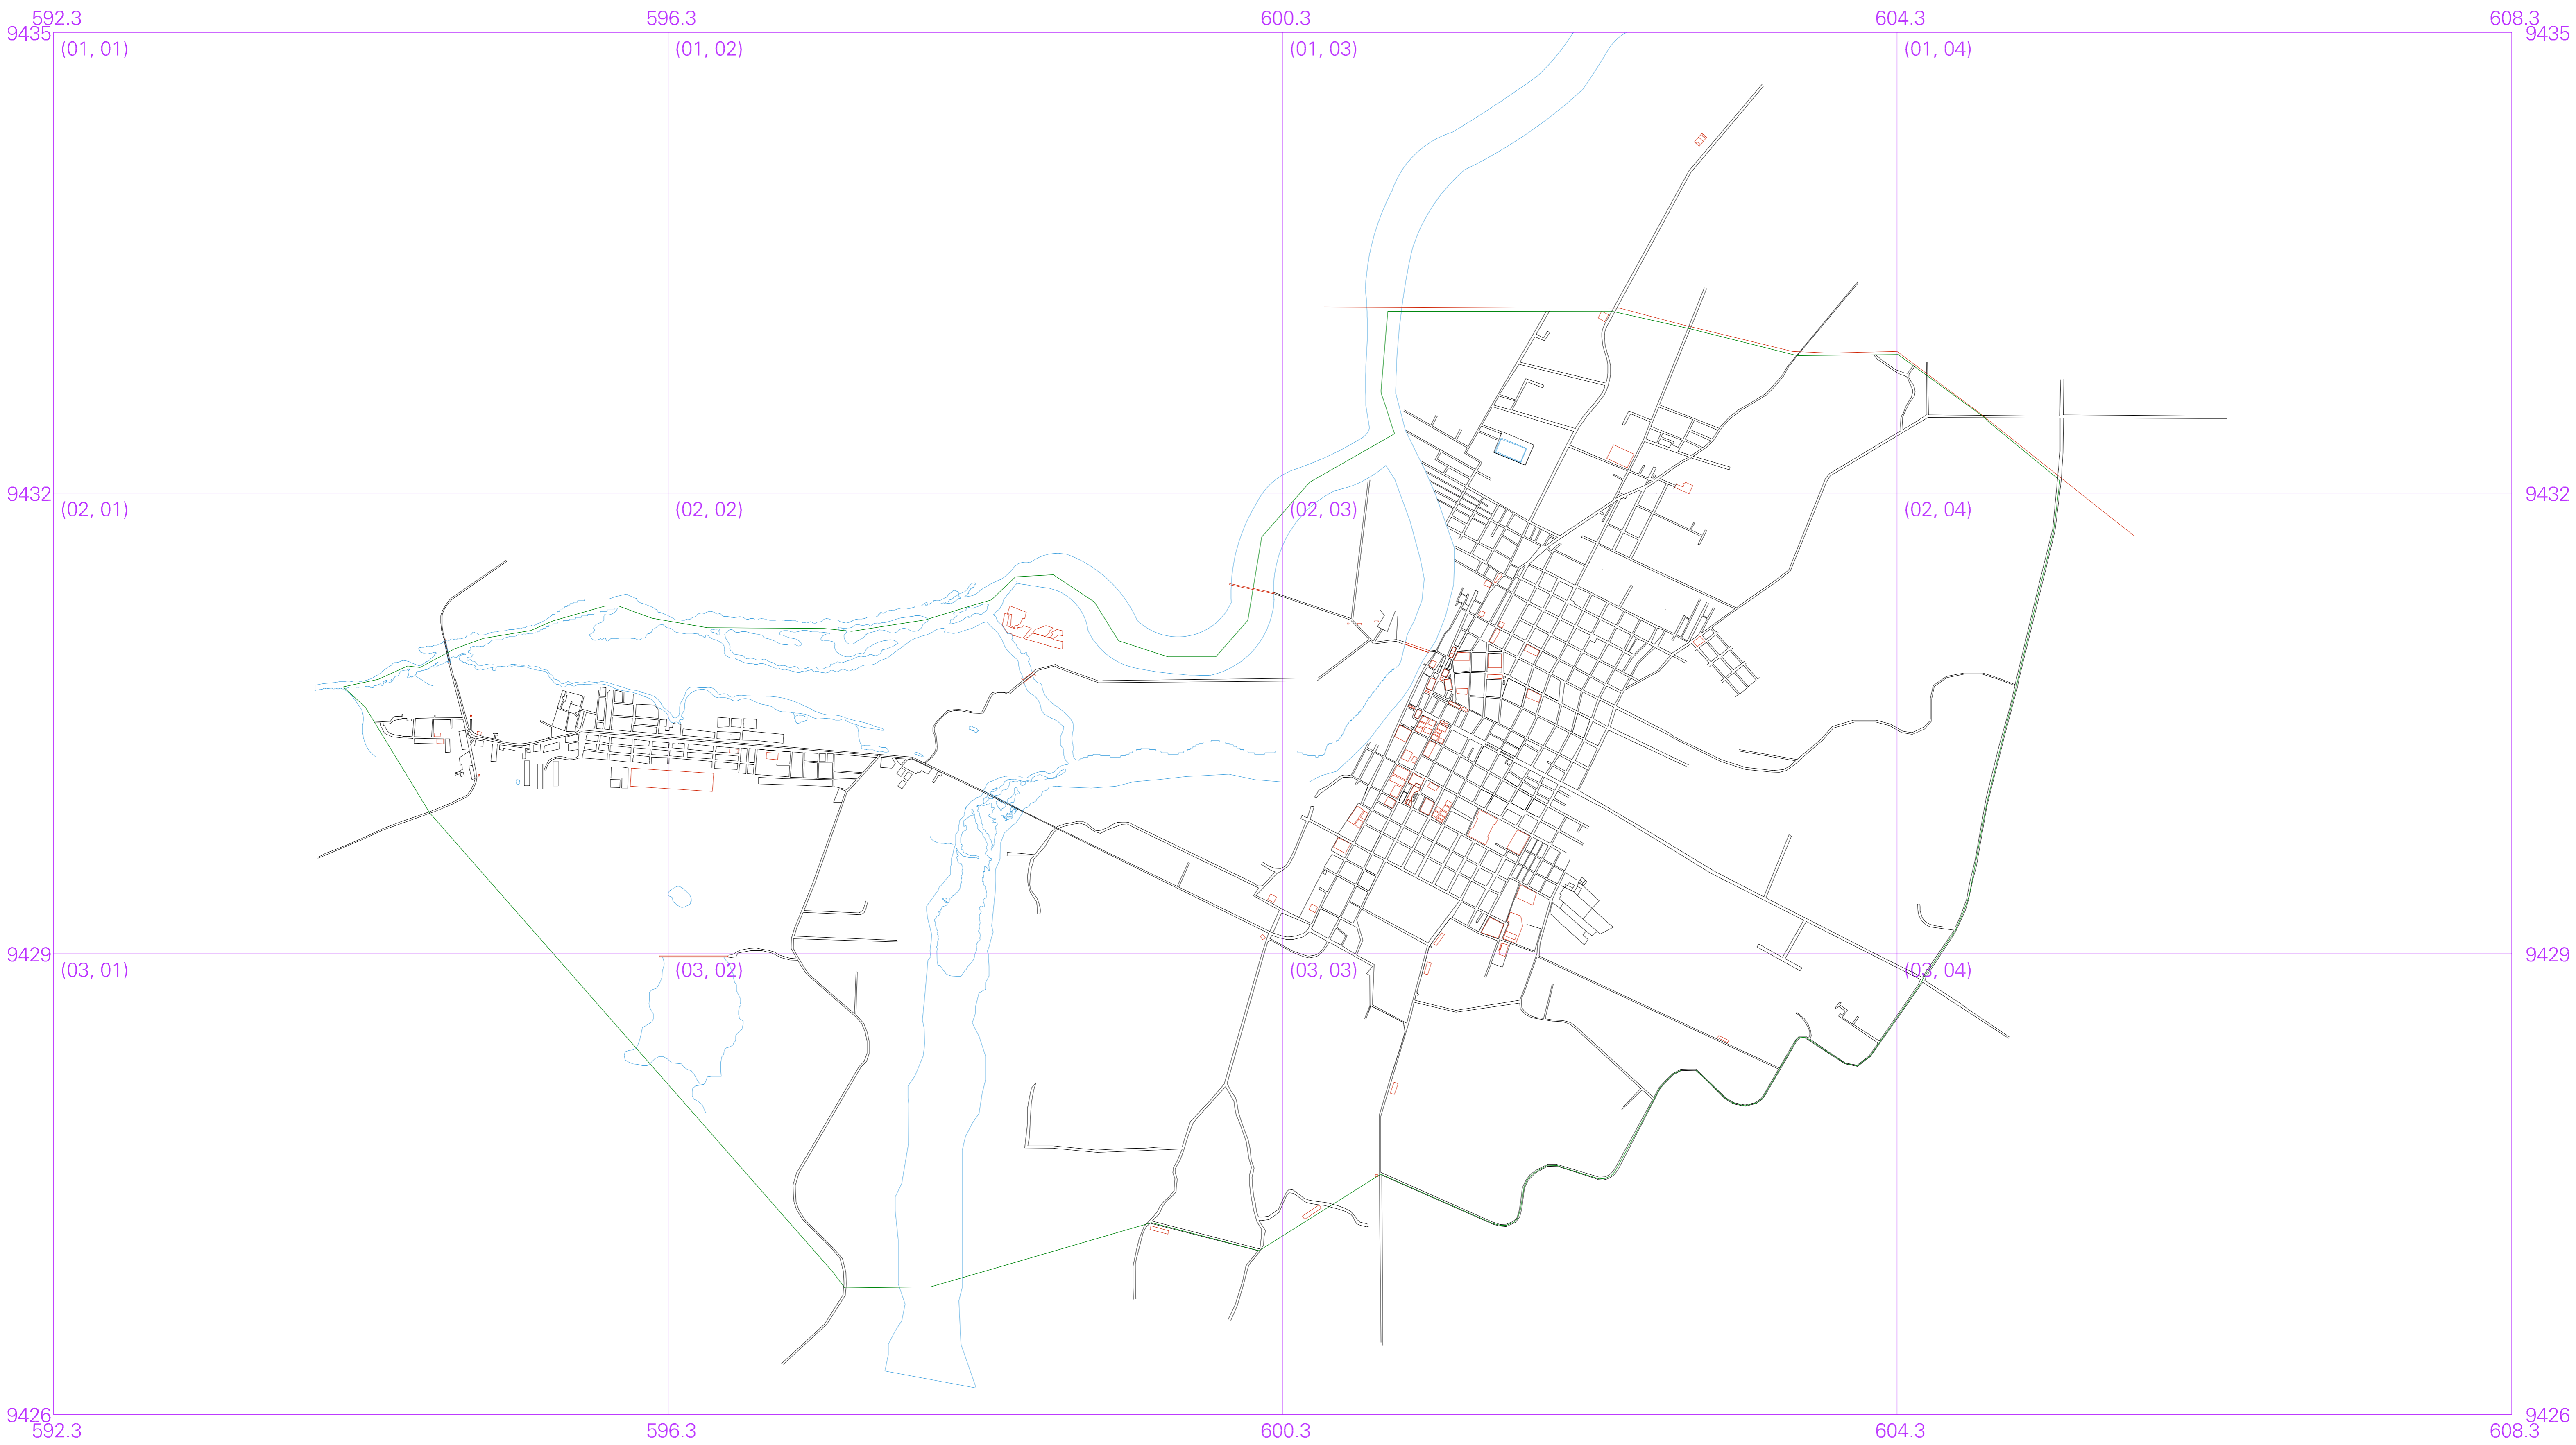 592.3 596.3 600.3 604.3 608.3
9435 9435
(01, 01) (01, 02) (01, 03) (01, 04)
9432 9432
(02, 01) (02, 02) (02, 03) (02, 04)
9429 9429
(03, 01) (03, 02) (03, 03) (03, 04)
9426 9426
592.3 596.3 600.3 604.3 608.3